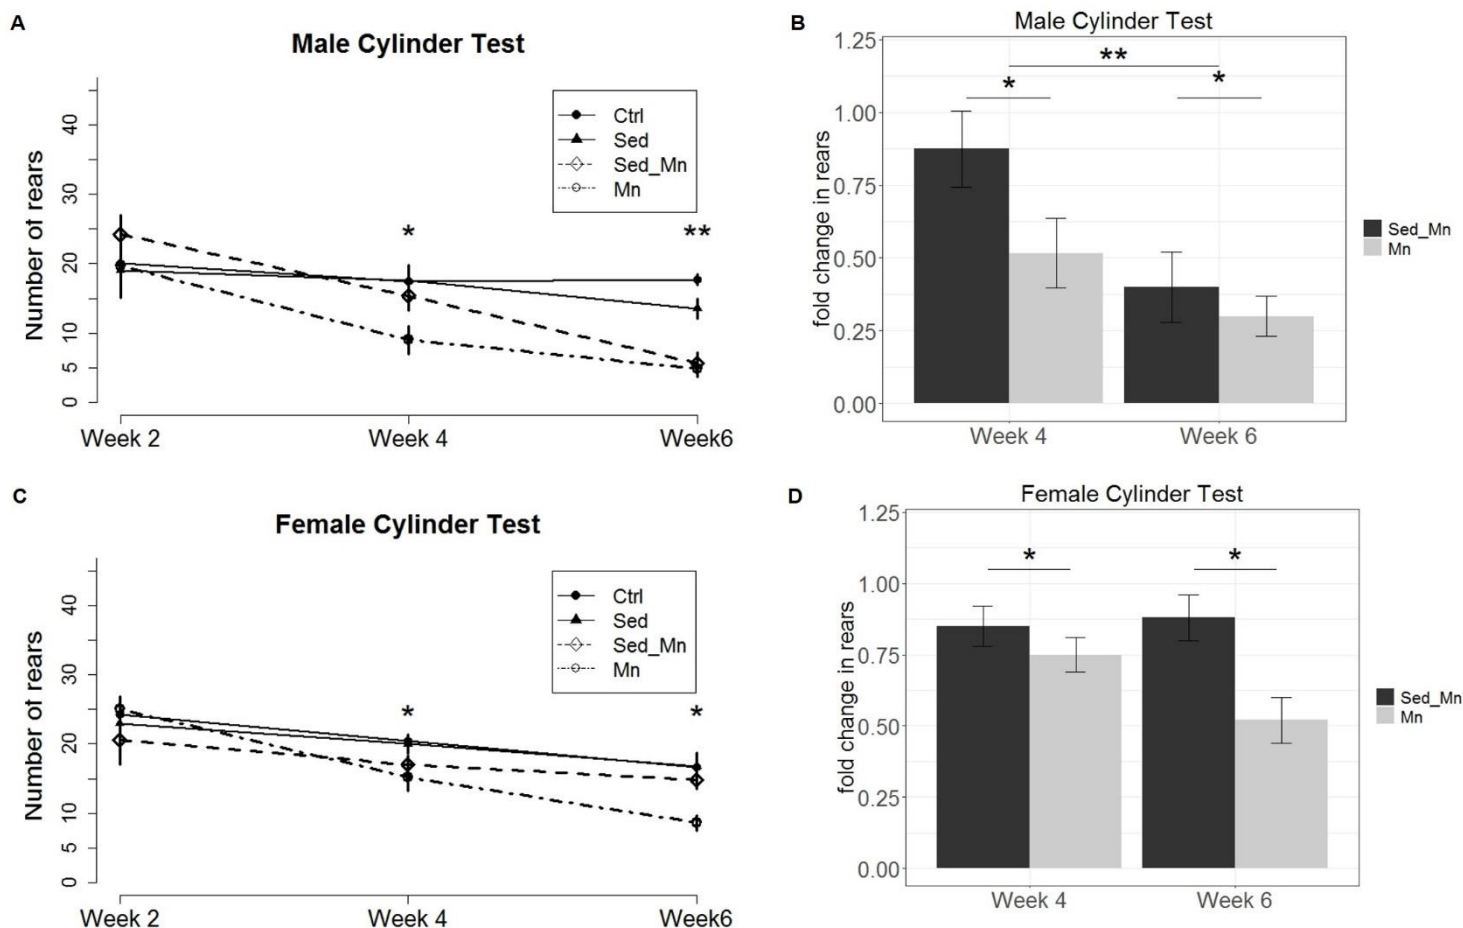 A
Male Cylinder Test
Number of rears
40
30
20
10
5
0
*
**
Ctrl
Sed
Sed_Mn
Mn
Week 2
Week 4
Week6
B
Male Cylinder Test
fold change in rears
1.25
1.00
0.75
0.50
0.25
0.00
**
*
*
Week 4
Week 6
Sed_Mn
Mn
C
Female Cylinder Test
Number of rears
40
30
20
10
5
0
*
*
Ctrl
Sed
Sed_Mn
Mn
Week 2
Week 4
Week6
D
Female Cylinder Test
fold change in rears
1.25
1.00
0.75
0.50
0.25
0.00
*
*
Week 4
Week 6
Sed_Mn
Mn